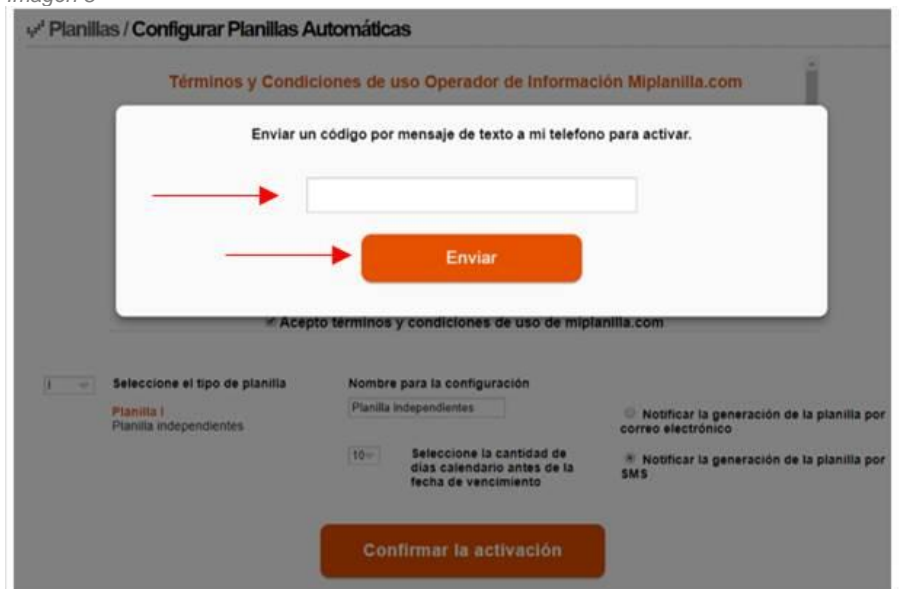 Planillas / Configurar Planillas Automáticas
Términos y Condiciones de uso Operador de Información Miplanilla.com
Enviar un código por mensaje de texto a mi telefono para activar.
Enviar
Acepto términos y condiciones de uso de miplanilla.com
I
Seleccione el tipo de planilla
Planilla I
Planilla independientes
Nombre para la configuración
Planilla independientes
10
Seleccione la cantidad de
días calendario antes de la
fecha de vencimiento
Notificar la generación de la planilla por
correo electrónico
Notificar la generación de la planilla por
SMS
Confirmar la activación